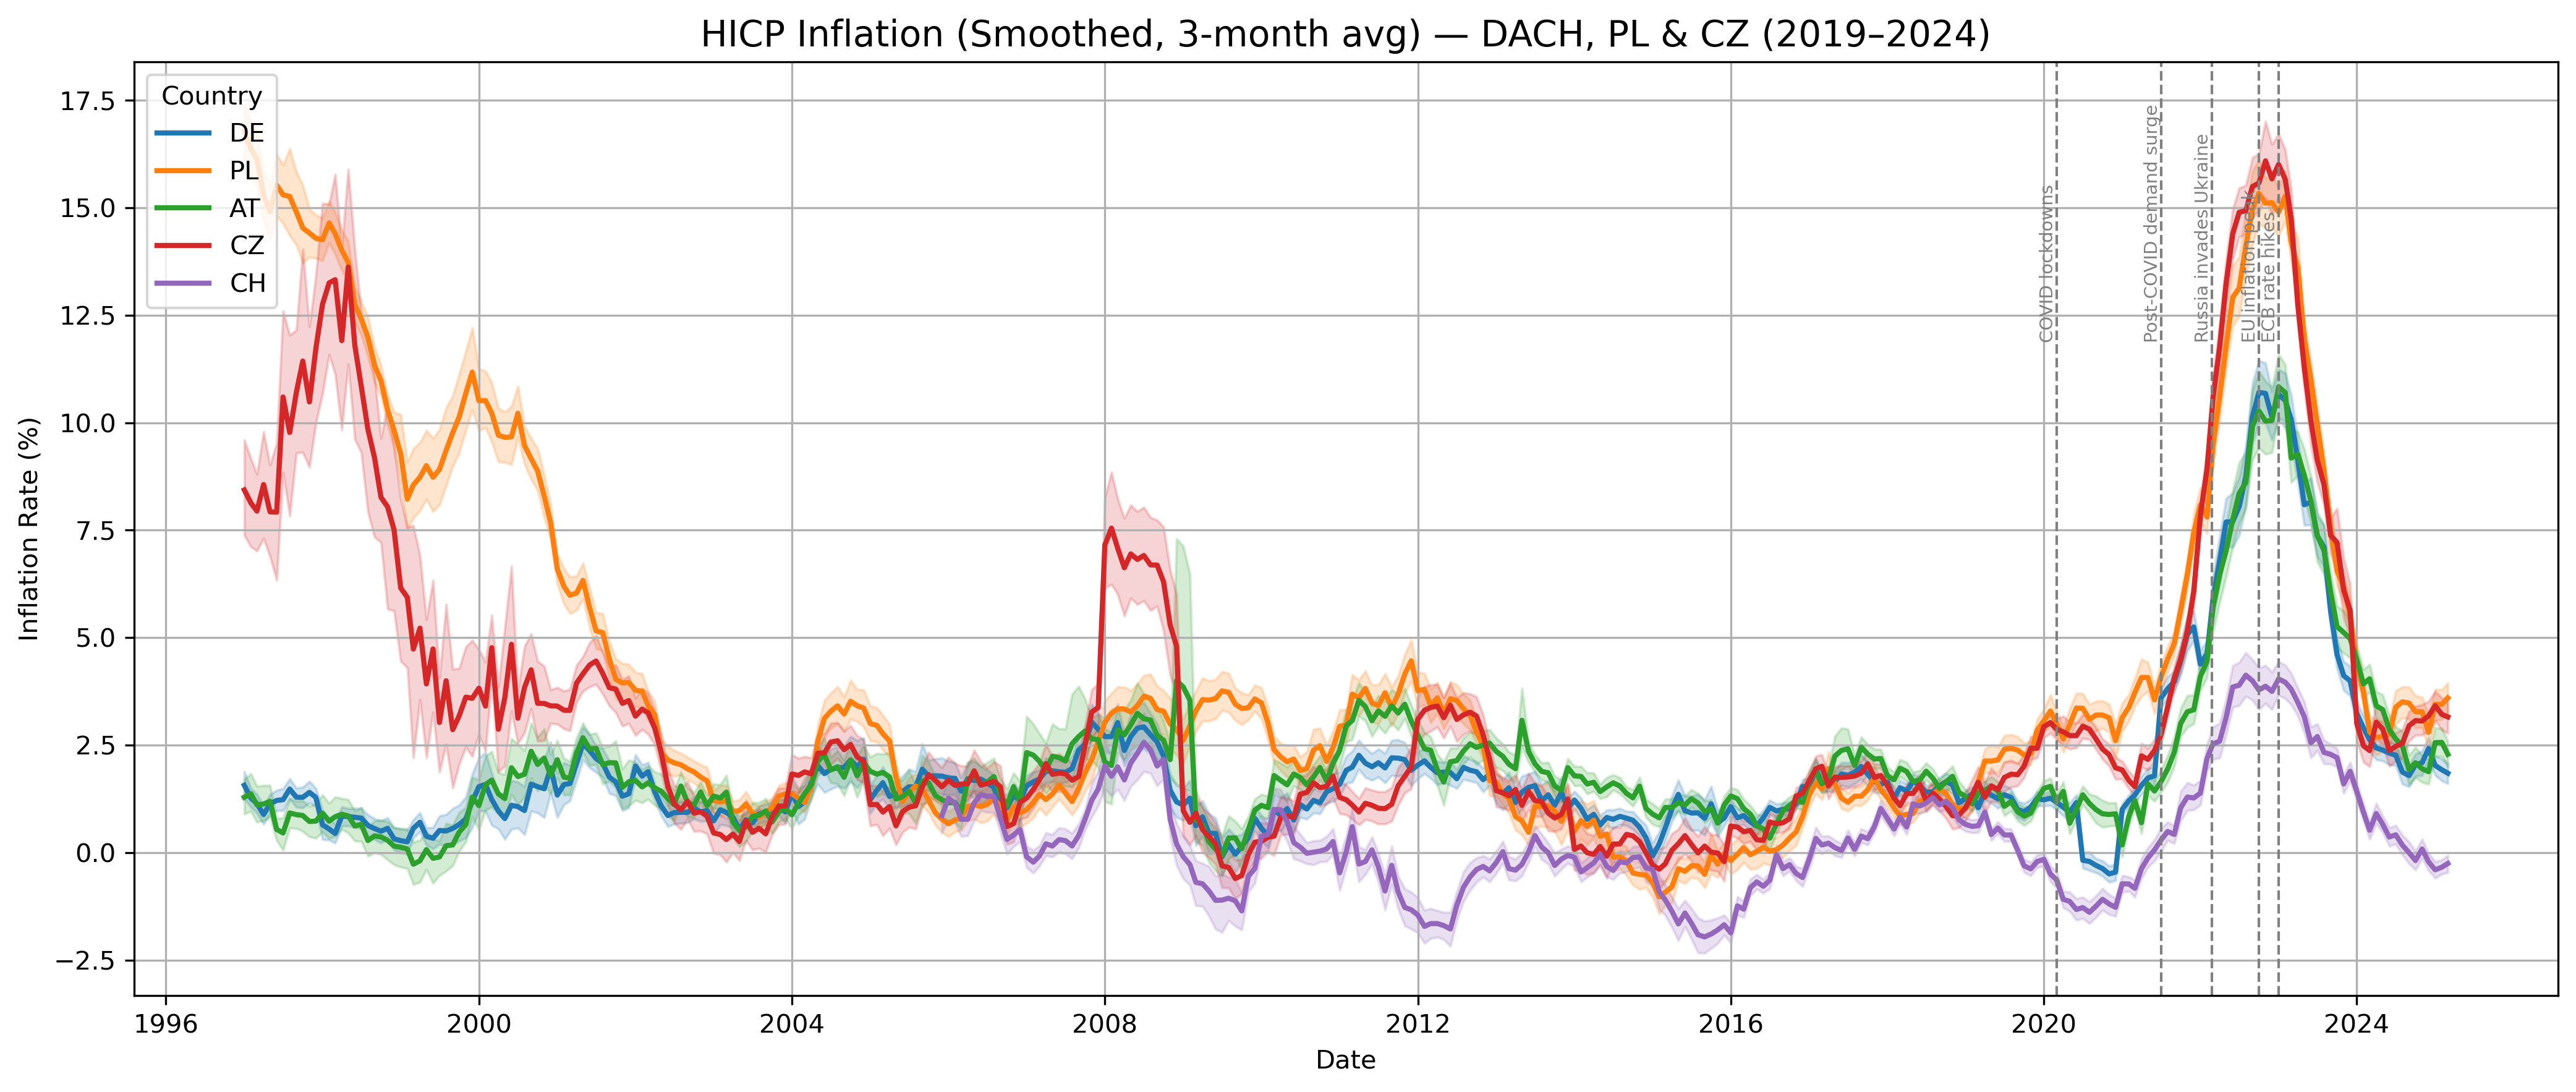 HICP Inflation (Smoothed, 3-month avg) — DACH, PL & CZ (2019–2024)
Country
DE
PL
AT
CZ
CH
Inflation Rate (%)
17.5
15.0
12.5
10.0
7.5
5.0
2.5
0.0
−2.5
COVID lockdowns
Post-COVID demand surge
Russia invades Ukraine
EU inflation peak
ECB rate hikes
1996
2000
2004
2008
2012
2016
2020
2024
Date